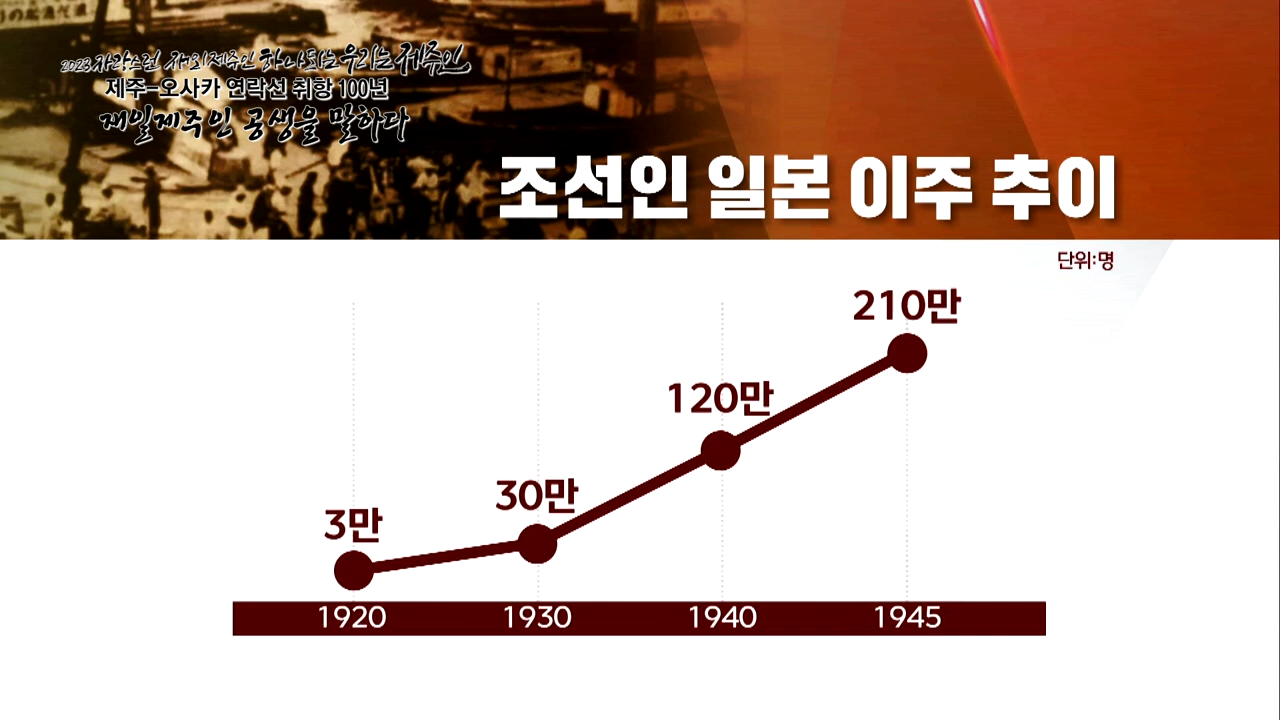 2023 자랑스런 재외제주인 하나되는 우리는 제주인
제주-오사카 연락선 취항 100년
재일제주인 공생을 말하다
조선인 일본 이주 추이
단위:명
210만
120만
30만
3만
1920 1930 1940 1945